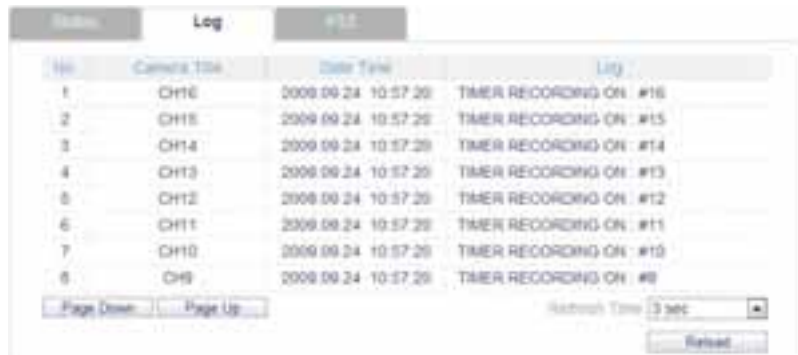 Status Log
No Camera Title Date Time Log
1 CH16 2009.09.24 10:57:20 TIMER RECORDING ON #16
2 CH15 2009.09.24 10:57:20 TIMER RECORDING ON #15
3 CH14 2009.09.24 10:57:20 TIMER RECORDING ON #14
4 CH13 2009.09.24 10:57:20 TIMER RECORDING ON #13
5 CH12 2009.09.24 10:57:20 TIMER RECORDING ON #12
6 CH11 2009.09.24 10:57:20 TIMER RECORDING ON #11
7 CH10 2009.09.24 10:57:20 TIMER RECORDING ON #10
8 CH9 2009.09.24 10:57:20 TIMER RECORDING ON #9
Page Down Page Up Refresh Time 3 sec
Reload